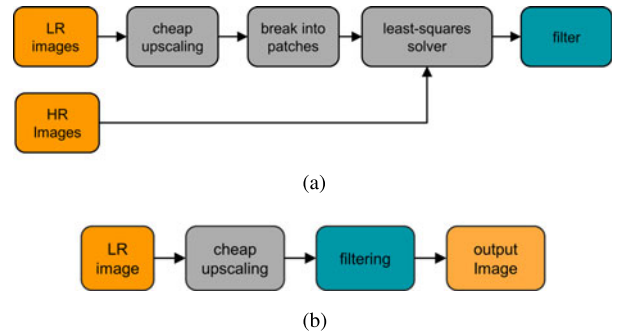 LR
images
cheap
upscaling
break into
patches
least-squares
solver
filter
HR
Images
(a)
LR
image
cheap
upscaling
filtering
output
Image
(b)